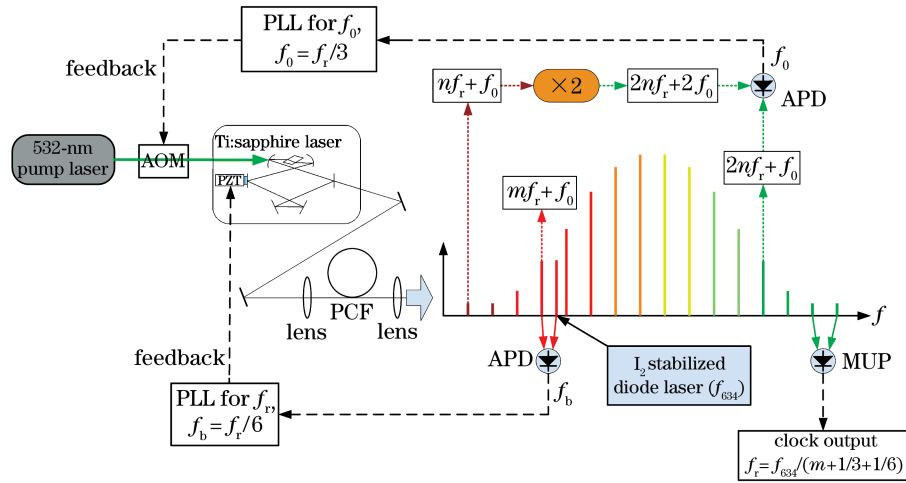 PLL for f₀,
f₀ = fᵣ/3
feedback
f₀
nfᵣ + f₀
×2
2nfᵣ+2f₀
APD
532-nm
pump laser
AOM
Ti:sapphire laser
PZT
mfᵣ + f₀
2nfᵣ+ f₀
PCF
lens
lens
f
feedback
APD
I₂ stabilized
diode laser (f₆₃₄)
MUP
f_b
PLL for fᵣ,
f_b = fᵣ/6
clock output
fᵣ= f₆₃₄/(m+1/3+1/6)